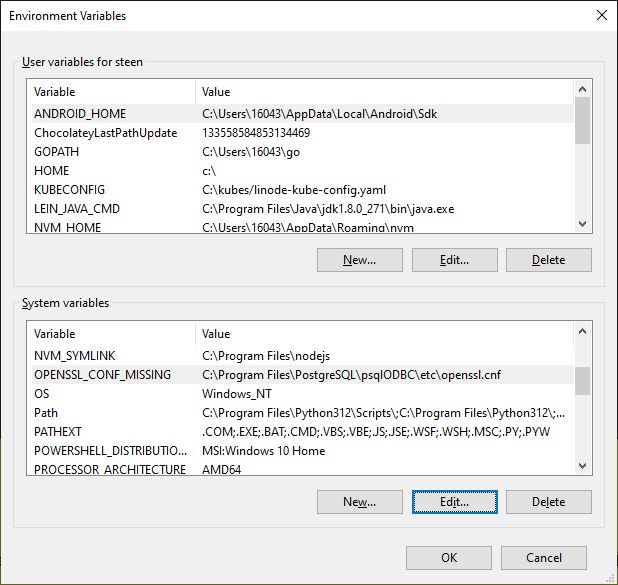 Environment Variables
User variables for steen
Variable Value
ANDROID_HOME C:\Users\16043\AppData\Local\Android\Sdk
ChocolateyLastPathUpdate 133558584853134469
GOPATH C:\Users\16043\go
HOME c:\
KUBECONFIG C:\kubes/linode-kube-config.yaml
LEIN_JAVA_CMD C:\Program Files\Java\jdk1.8.0_271\bin\java.exe
NVM_HOME C:\Users\16043\AppData\Roaming\nvm
New... Edit... Delete
System variables
Variable Value
NVM_SYMLINK C:\Program Files\nodejs
OPENSSL_CONF_MISSING C:\Program Files\PostgreSQL\psqlODBC\etc\openssl.cnf
OS Windows_NT
Path C:\Program Files\Python312\Scripts\;C:\Program Files\Python312\;...
PATHEXT .COM;.EXE;.BAT;.CMD;.VBS;.VBE;.JS;.JSE;.WSF;.WSH;.MSC;.PY;.PYW
POWERSHELL_DISTRIBUTIO... MSI:Windows 10 Home
PROCESSOR_ARCHITECTURE AMD64
New... Edit... Delete
OK Cancel